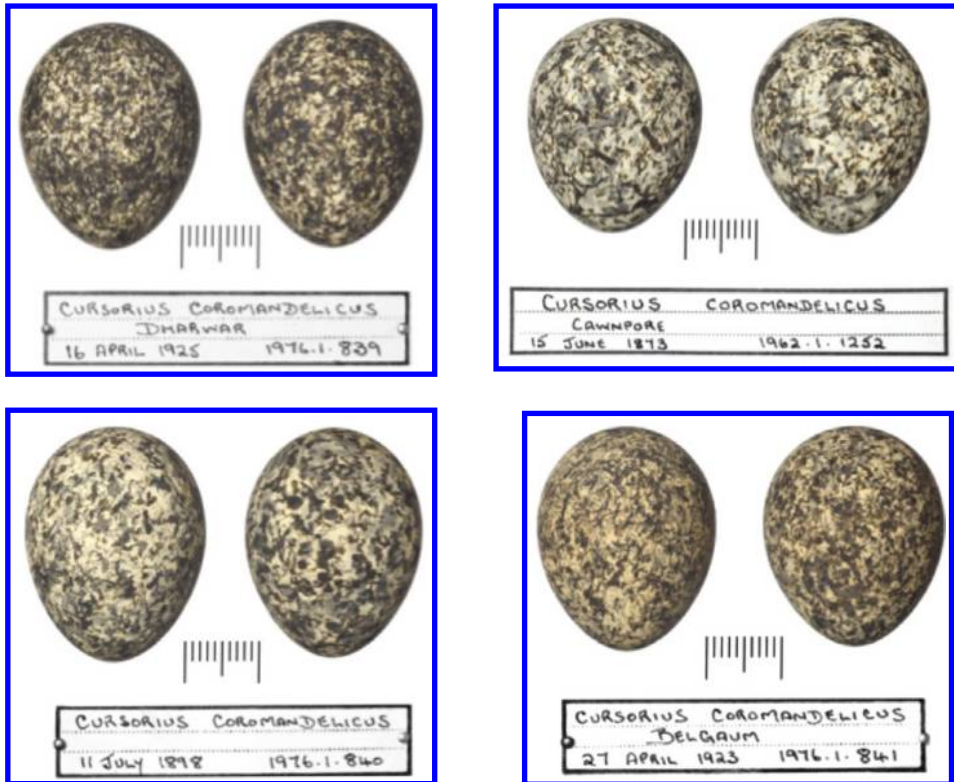 CURSORIUS COROMANDELICUS
DHARWAR
16 APRIL 1925 1976.1.839
CURSORIUS COROMANDELICUS
CAWNPORE
15 JUNE 1873 1962.1.1252
CURSORIUS COROMANDELICUS
11 JULY 1898 1976.1.840
CURSORIUS COROMANDELICUS
BELGAUM
27 APRIL 1923 1976.1.841